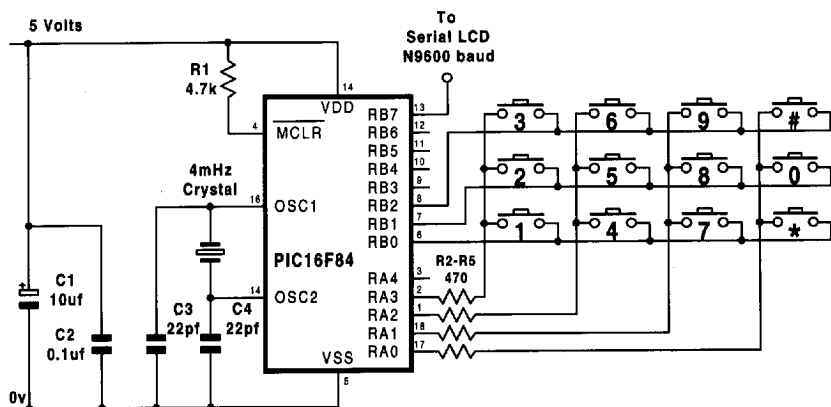 5 Volts
To
Serial LCD
N9600 baud
R1
4.7k
14
VDD
4
MCLR
RB7
13
RB6
12
RB5
11
RB4
10
RB3
9
RB2
8
RB1
7
RB0
6
3
6
9
#
2
5
8
0
1
4
7
*
4mHz
Crystal
16
OSC1
PIC16F84
14
OSC2
RA4
3
RA3
2
RA2
1
RA1
18
RA0
17
R2-R5
470
C1
10uf
C2
0.1uf
C3
22pf
C4
22pf
VSS
5
0v